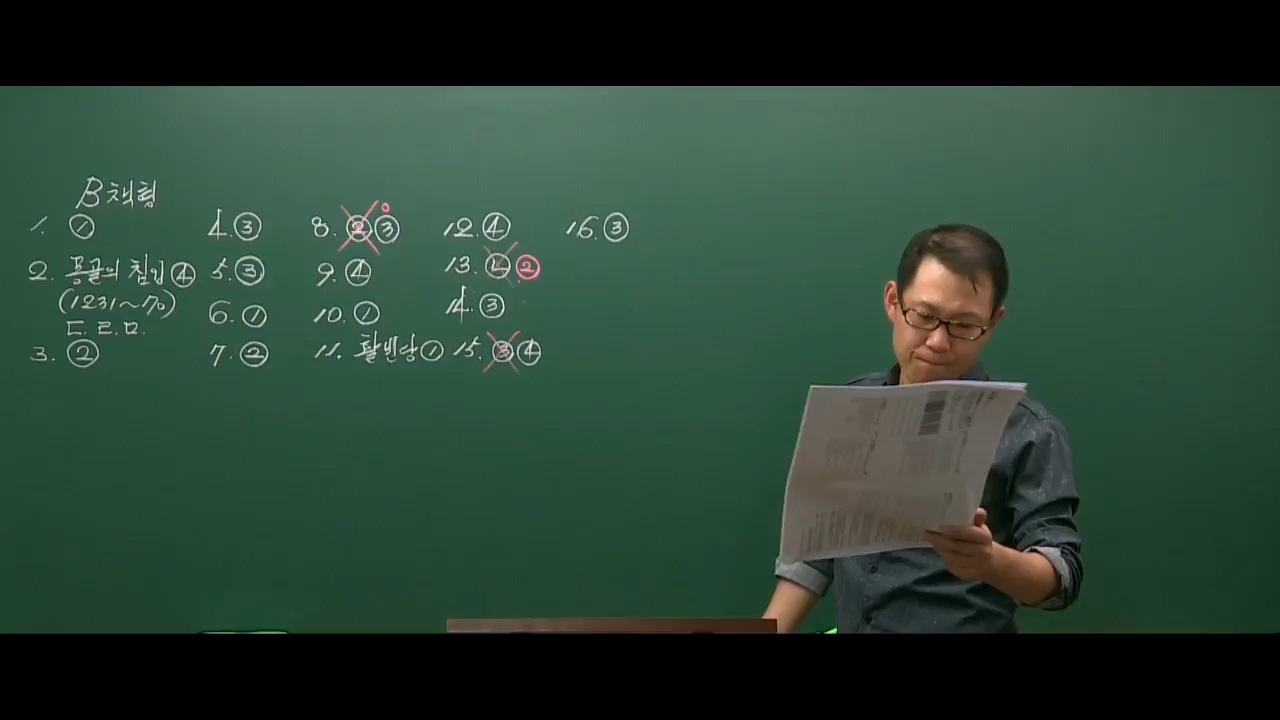 B책형
1. ① 4. ③ 8. ② ③ 12. ④ 16. ③
2. 몽골의 침입 ④ 5. ③ 9. ④ 13. ② 
(1231~70) 6. ① 10. ① 14. ③
ㄷ. ㄹ. ㅁ.
3. ② 7. ② 11. 활빈당 ① 15. ③ ④